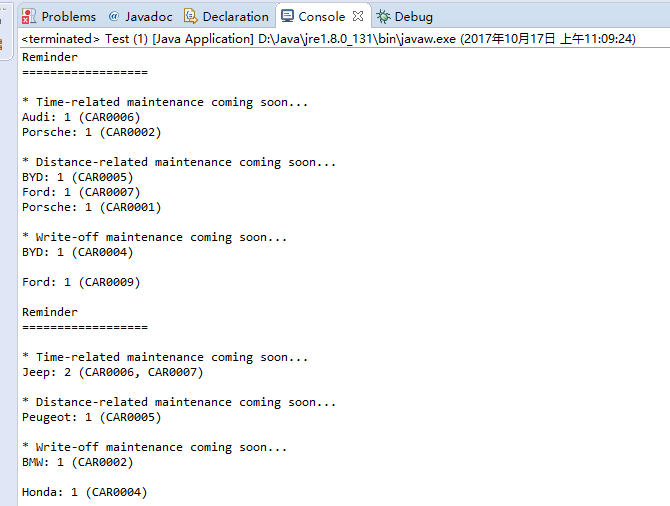 Problems @ Javadoc Declaration Console Debug
<terminated> Test (1) [Java Application] D:\Java\jre1.8.0_131\bin\javaw.exe (2017年10月17日 上午11:09:24)
Reminder
==================
* Time-related maintenance coming soon...
Audi: 1 (CAR0006)
Porsche: 1 (CAR0002)
* Distance-related maintenance coming soon...
BYD: 1 (CAR0005)
Ford: 1 (CAR0007)
Porsche: 1 (CAR0001)
* Write-off maintenance coming soon...
BYD: 1 (CAR0004)
Ford: 1 (CAR0009)
Reminder
==================
* Time-related maintenance coming soon...
Jeep: 2 (CAR0006, CAR0007)
* Distance-related maintenance coming soon...
Peugeot: 1 (CAR0005)
* Write-off maintenance coming soon...
BMW: 1 (CAR0002)
Honda: 1 (CAR0004)